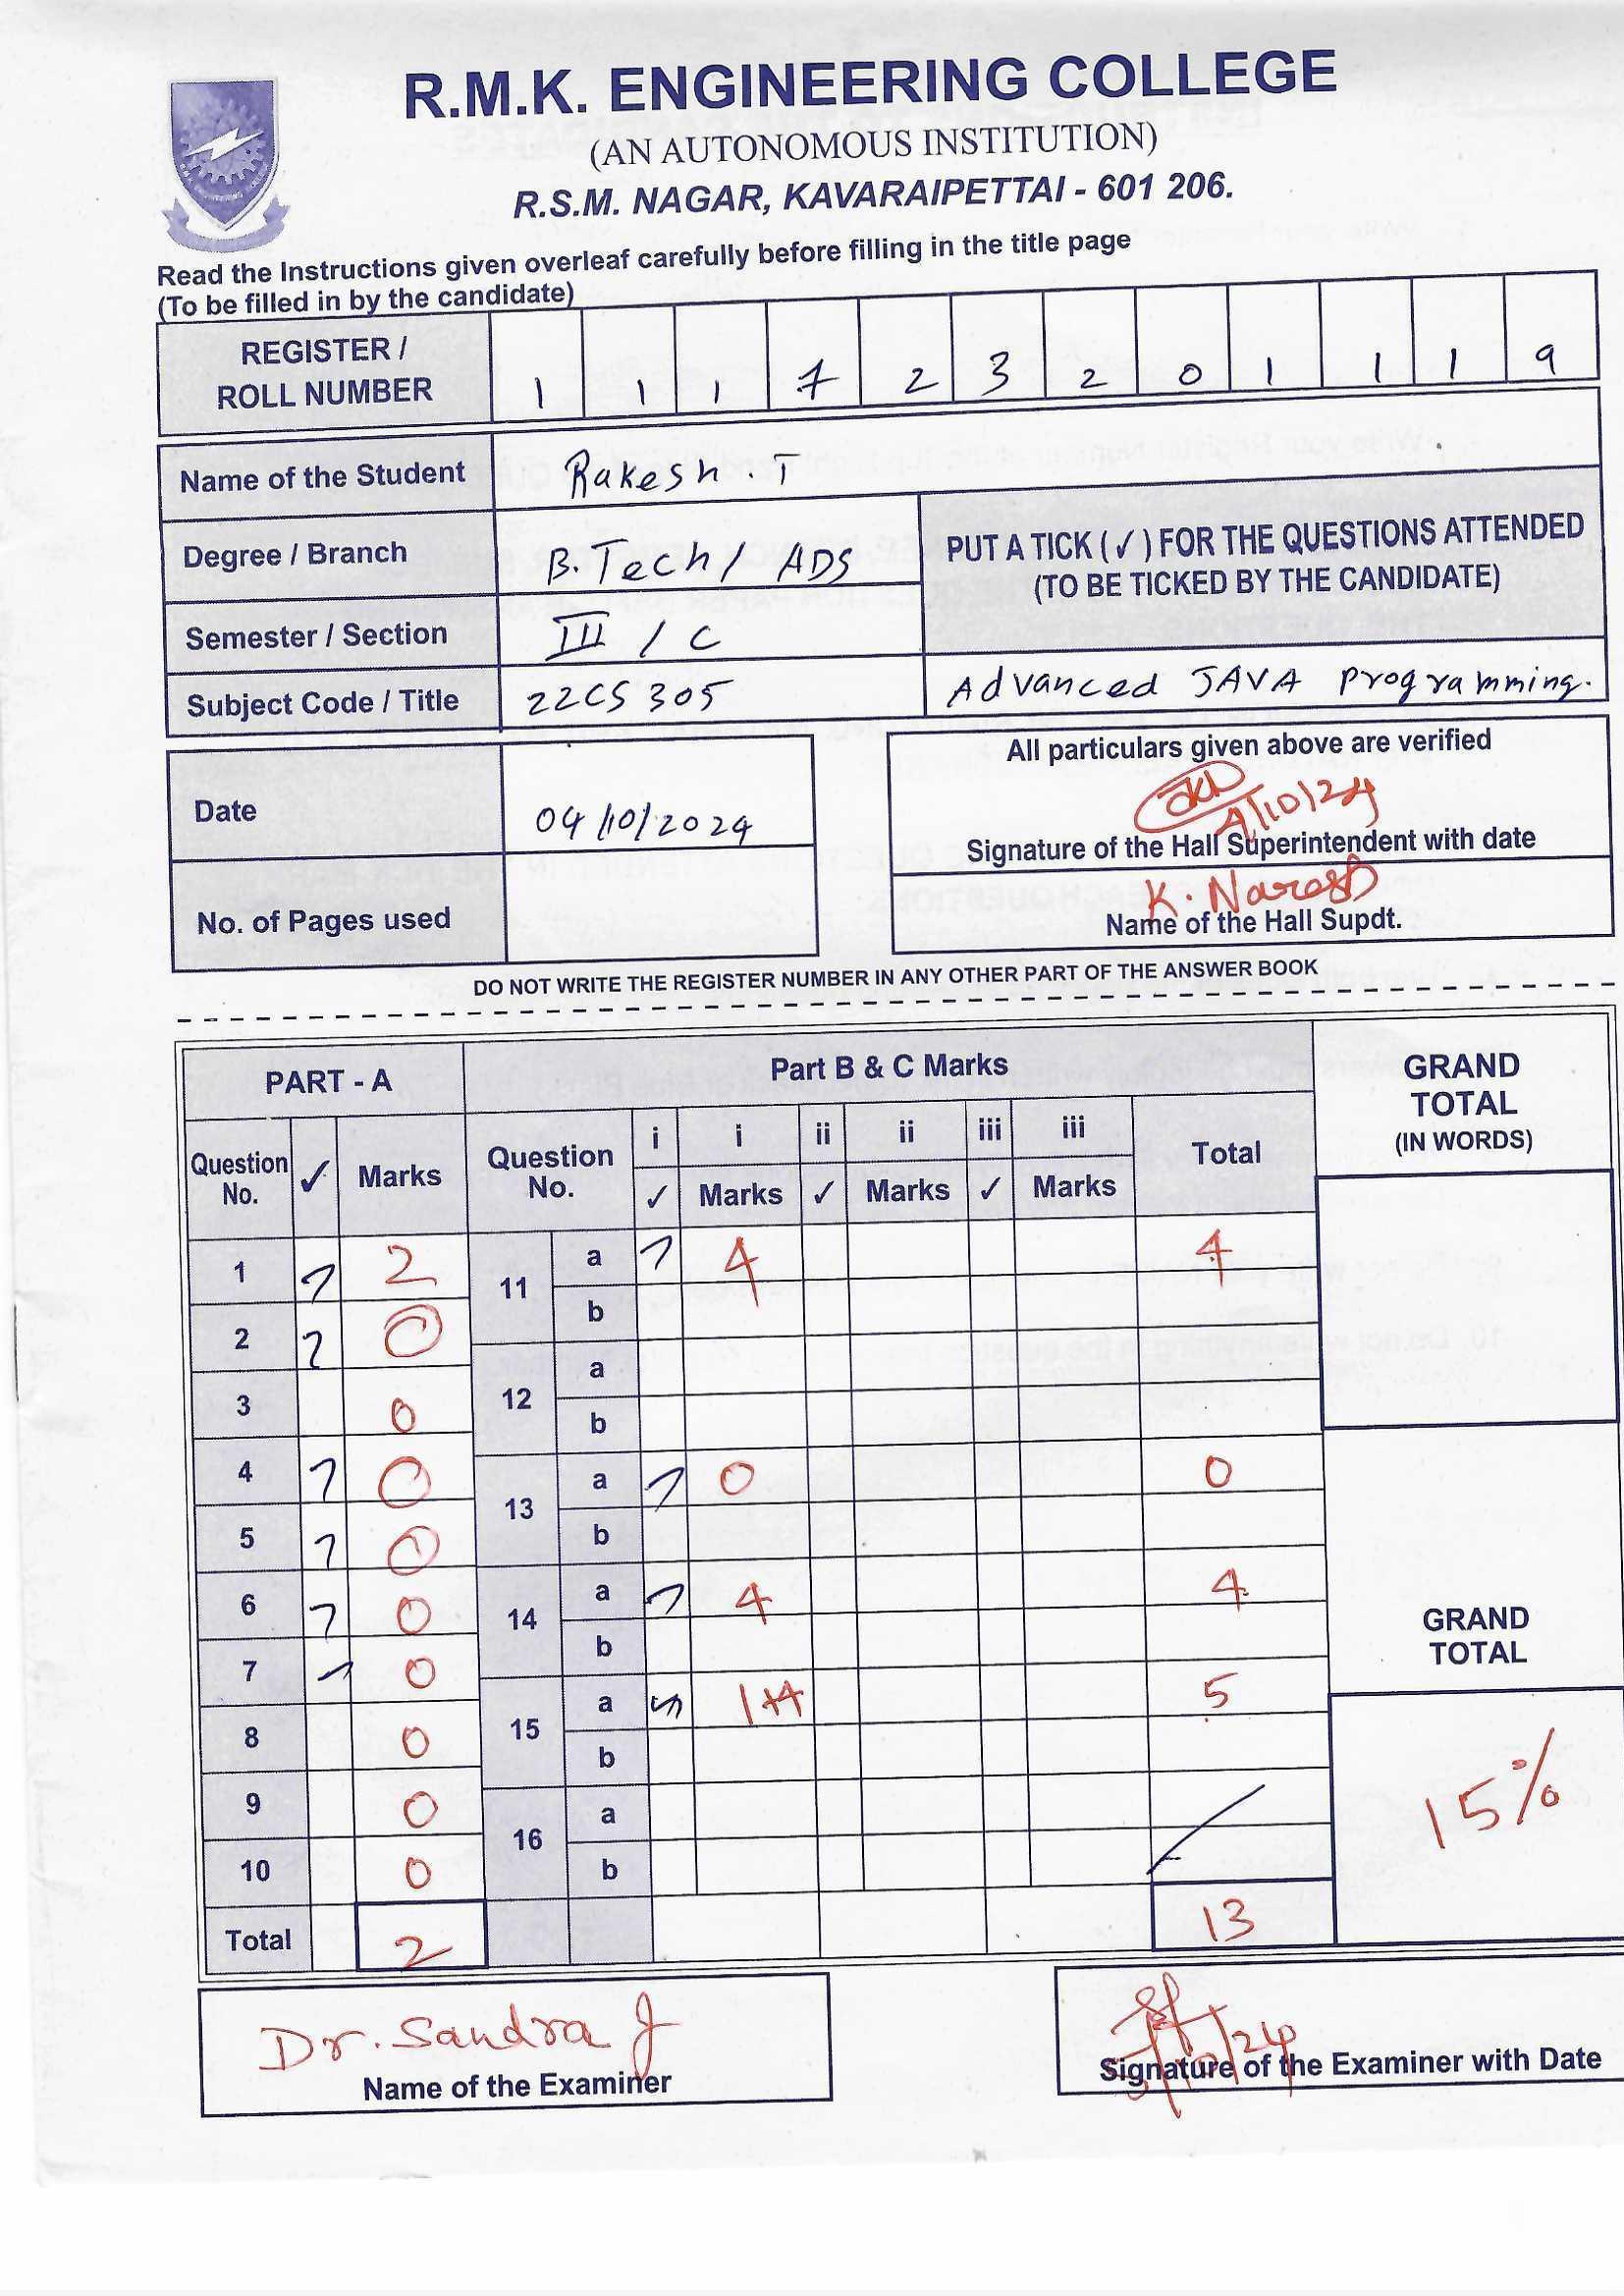 R.M.K. ENGINEERING COLLEGE
(AN AUTONOMOUS INSTITUTION)
R.S.M. NAGAR, KAVARAIPETTAI - 601 206.
Read the Instructions given overleaf carefully before filling in the title page
(To be filled in by the candidate)
REGISTER / ROLL NUMBER 1 1 1 7 2 3 2 0 1 1 1 9
Name of the Student Rakesh . T
Degree / Branch B.Tech / ADS
PUT A TICK (✓) FOR THE QUESTIONS ATTENDED
(TO BE TICKED BY THE CANDIDATE)
Semester / Section III / C
Subject Code / Title 22CS305 Advanced JAVA Programming.
All particulars given above are verified
Date 04/10/2024
4/10/24
Signature of the Hall Superintendent with date
K. Naresh
No. of Pages used
Name of the Hall Supdt.
DO NOT WRITE THE REGISTER NUMBER IN ANY OTHER PART OF THE ANSWER BOOK
PART - A Part B & C Marks GRAND TOTAL (IN WORDS)
Question No. ✓ Marks Question No. i ✓ i Marks ii ✓ ii Marks iii ✓ iii Marks Total
1 2 11 a 4 4
2 0 b
3 0 12 a
b
4 0 13 a 0 0
5 0 b
6 0 14 a 4 4
7 0 b
GRAND TOTAL
8 0 15 a 1+4 5
b
9 0 16 a
15%
10 0 b
Total 2 13
Dr. Sandra J
Name of the Examiner
Signature of the Examiner with Date